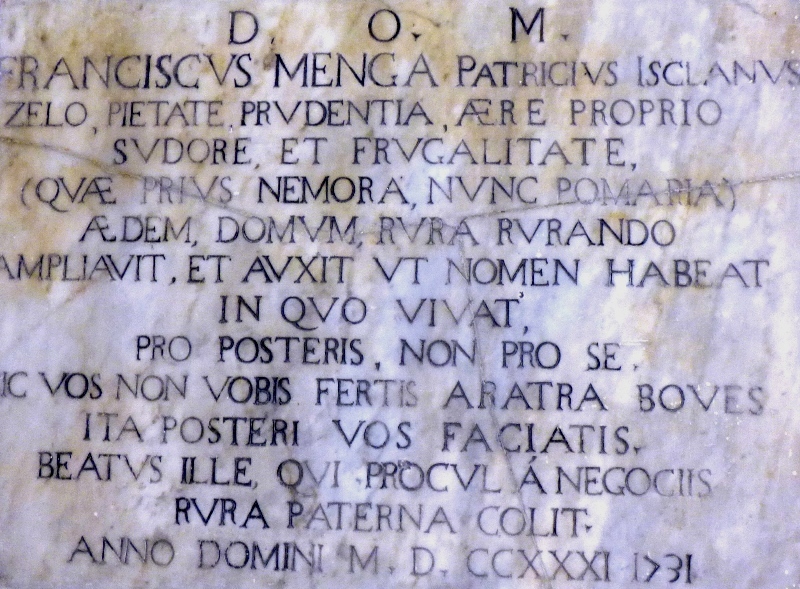 D. O. M.
FRANCISCVS MENGA PATRICIVS ISCLANVS
ZELO, PIETATE, PRVDENTIA, ÆRE PROPRIO
SVDORE, ET FRVGALITATE,
(QVÆ PRIVS NEMORA, NVNC POMARIA)
ÆDEM, DOMVM, RVRA RVRANDO
AMPLIAVIT, ET AVXIT VT NOMEN HABEAT
IN QVO VIVAT,
PRO POSTERIS, NON PRO SE.
IC VOS NON VOBIS FERTIS ARATRA BOVES
ITA POSTERI VOS FACIATIS.
BEATVS ILLE, QVI PROCVL Á NEGOCIIS
RVRA PATERNA COLIT.
ANNO DOMINI M. D. CCXXXI 1731